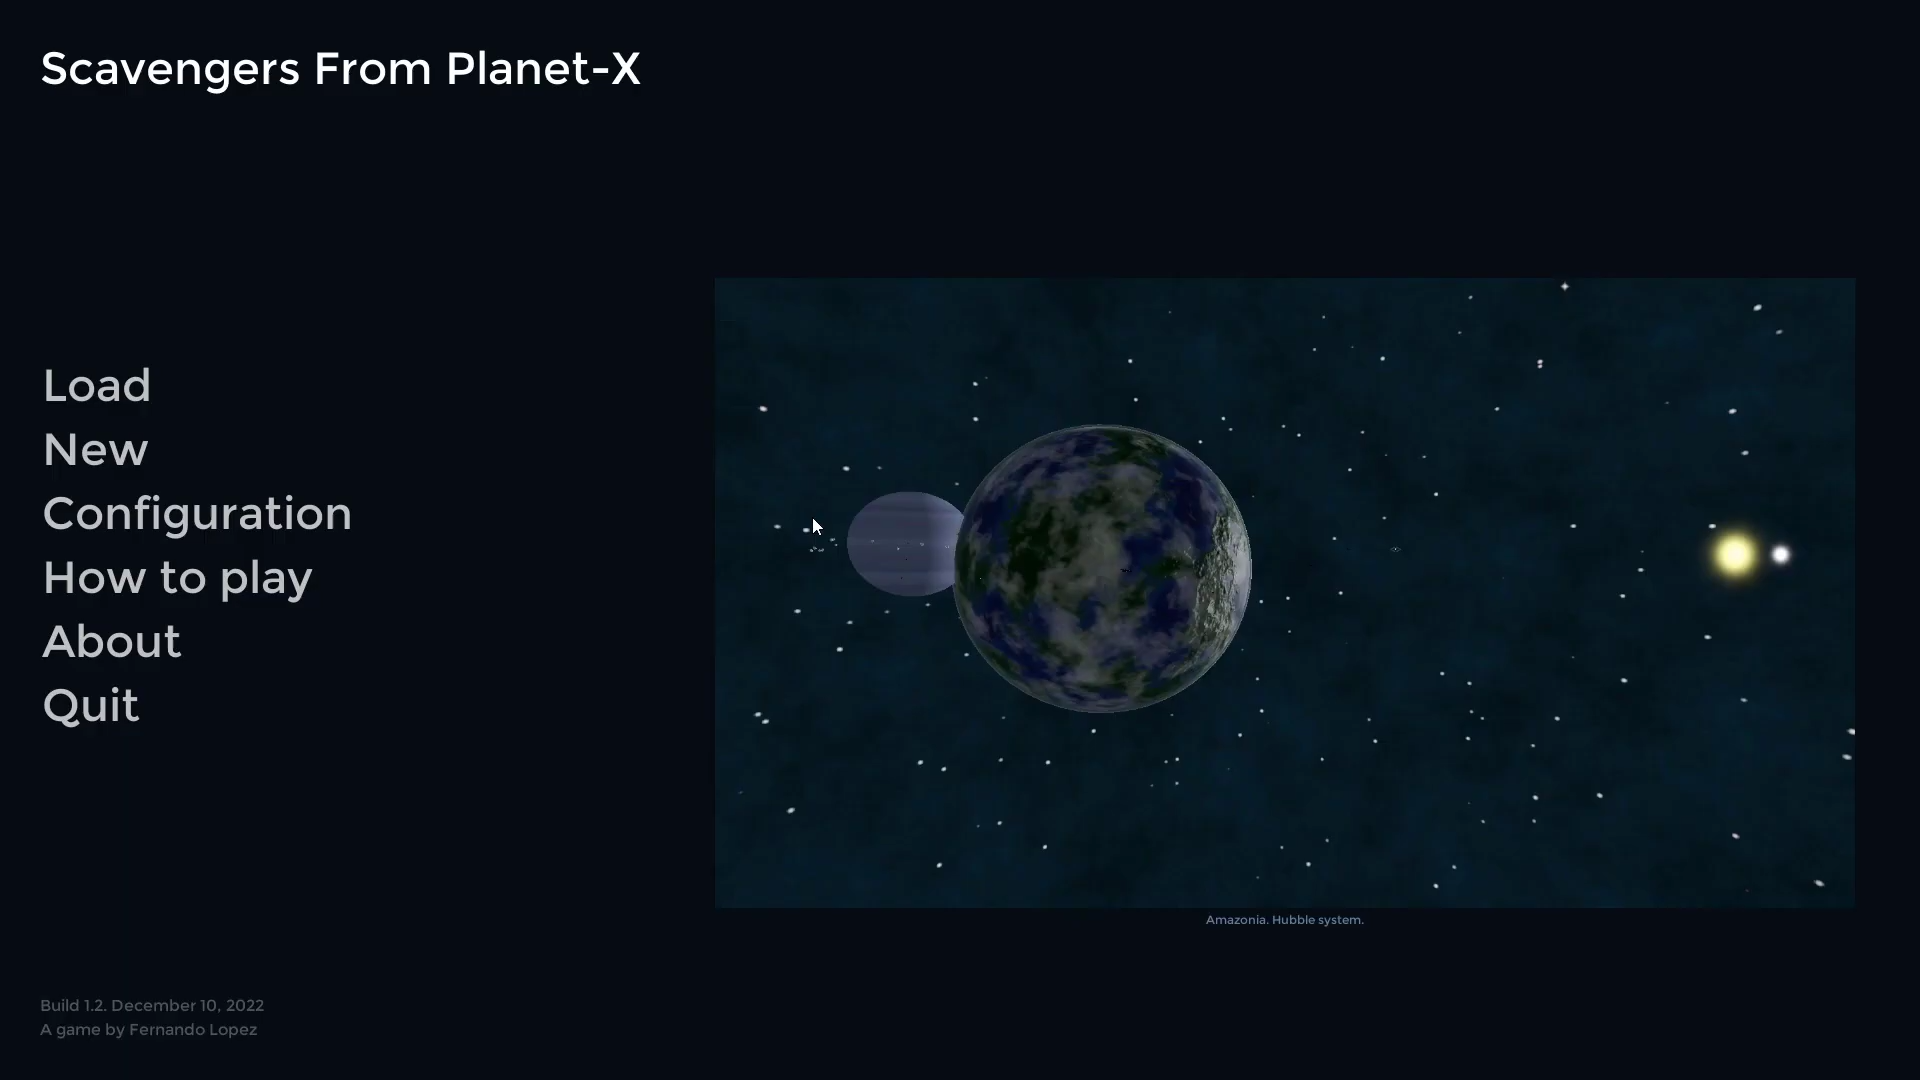 Scavengers From Planet-X
Load
New
Configuration
How to play
About
Quit
Amazonia. Hubble system.
Build 1.2. December 10, 2022
A game by Fernando Lopez